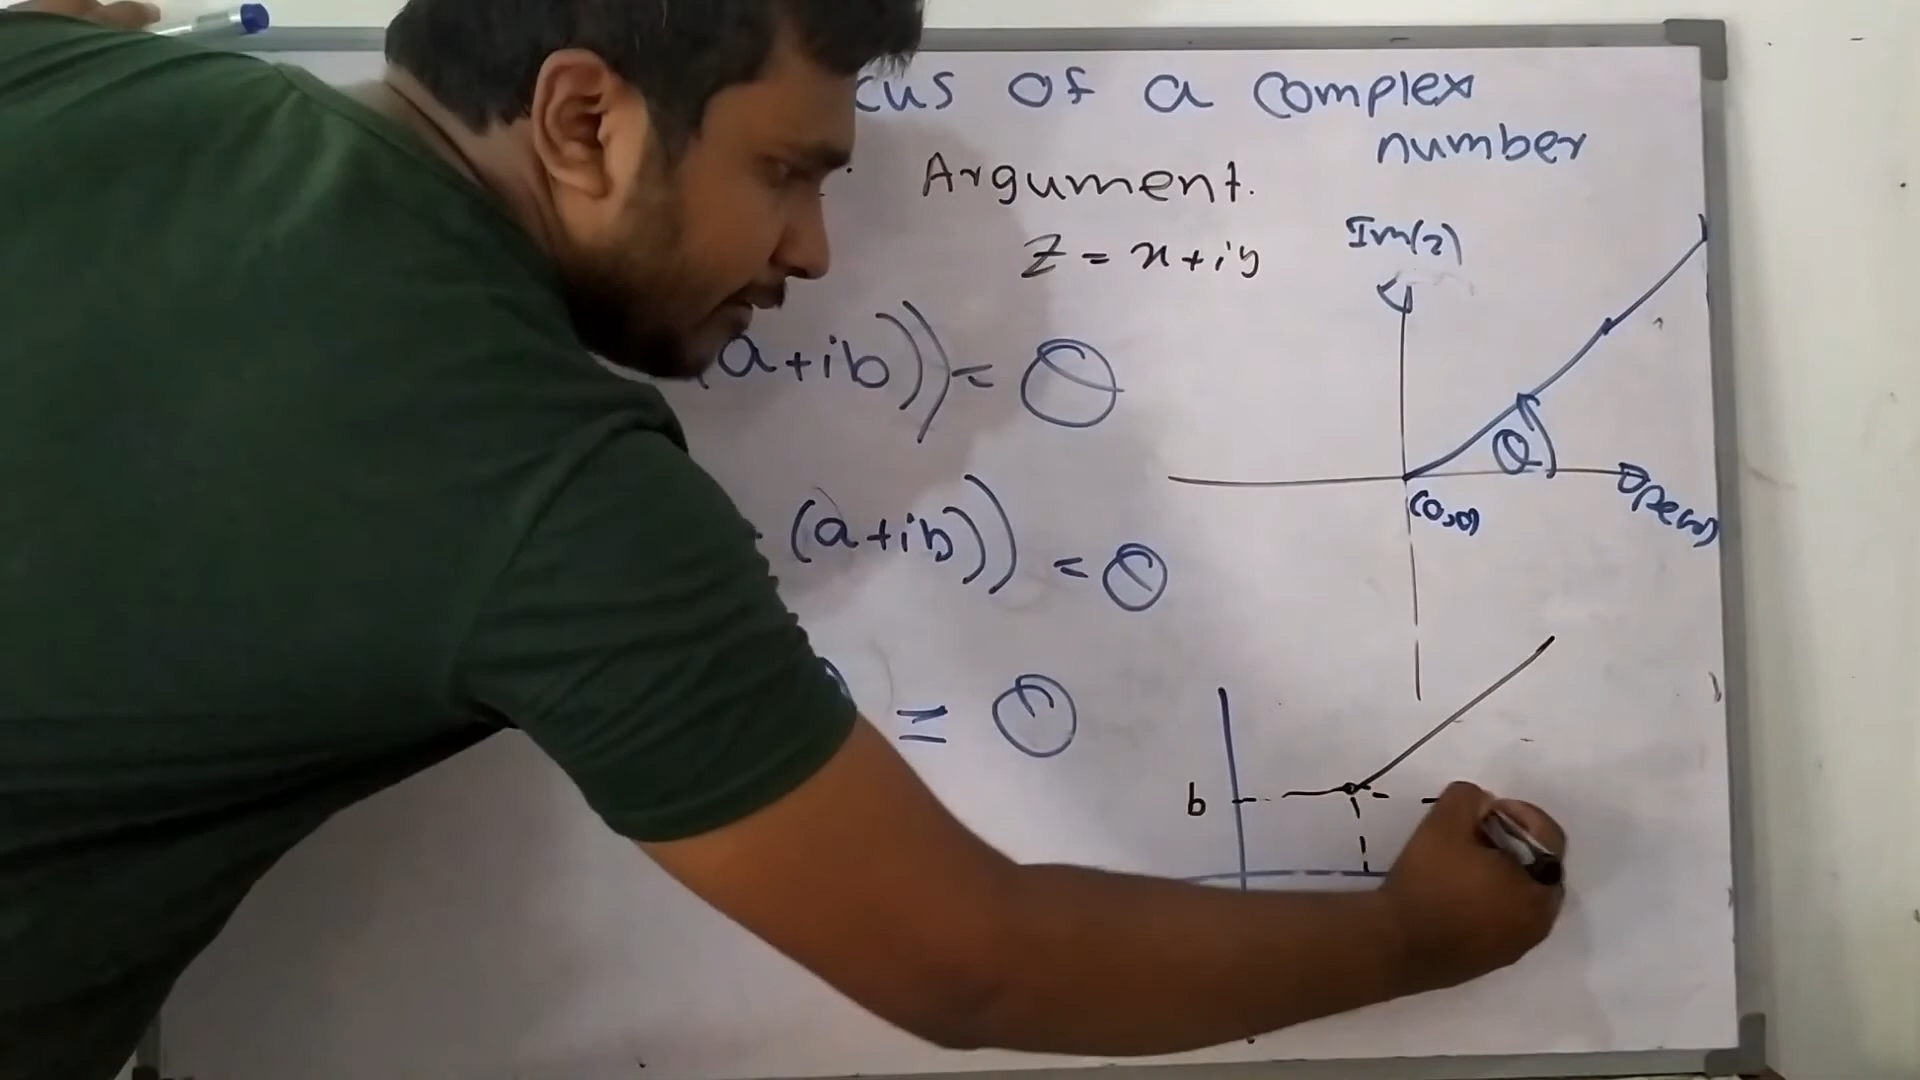 cus of a complex
number
Argument.
z = x+iy
Im(z)
(a+ib)) = θ
θ
(0,0)
(a+ib)) = θ
= θ
b